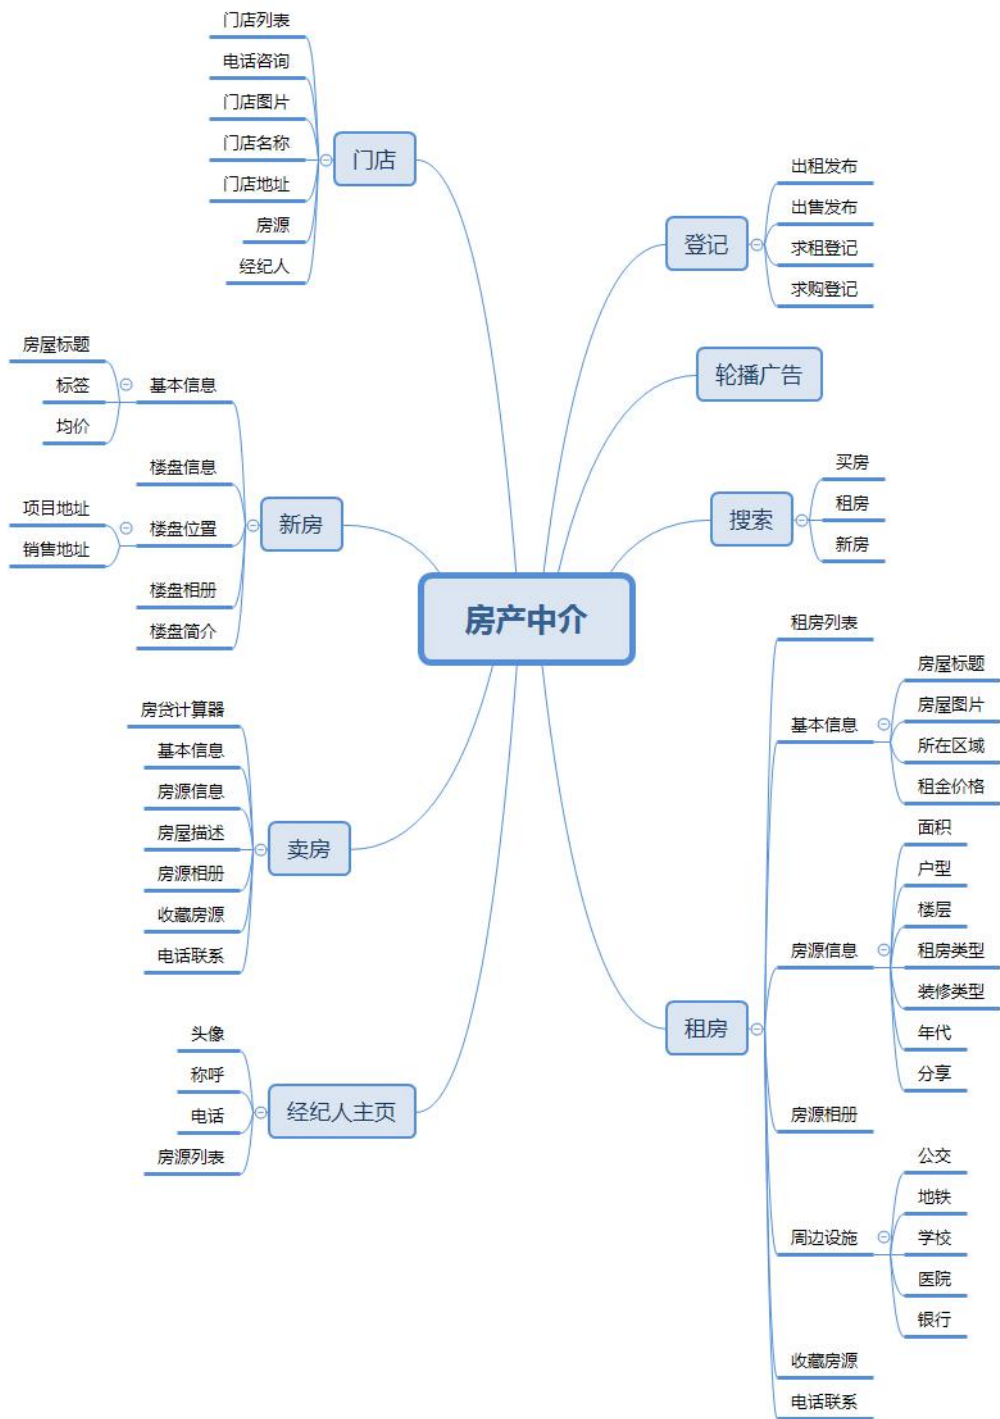 房产中介
门店
门店列表
电话咨询
门店图片
门店名称
门店地址
房源
经纪人
新房
基本信息
房屋标题
标签
均价
楼盘信息
楼盘位置
项目地址
销售地址
楼盘相册
楼盘简介
卖房
房贷计算器
基本信息
房源信息
房屋描述
房源相册
收藏房源
电话联系
经纪人主页
头像
称呼
电话
房源列表
登记
出租发布
出售发布
求租登记
求购登记
轮播广告
搜索
买房
租房
新房
租房
租房列表
基本信息
房屋标题
房屋图片
所在区域
租金价格
房源信息
面积
户型
楼层
租房类型
装修类型
年代
分享
房源相册
周边设施
公交
地铁
学校
医院
银行
收藏房源
电话联系